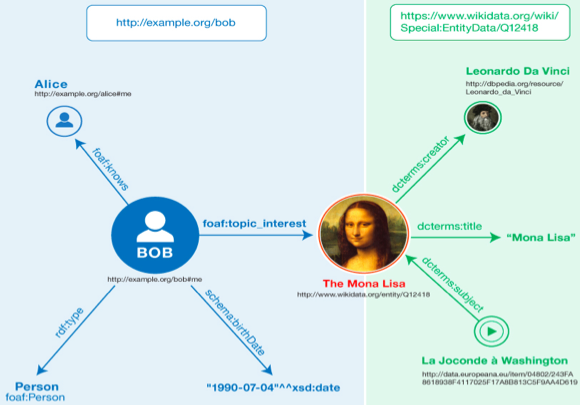 http://example.org/bob
https://www.wikidata.org/wiki/
Special:EntityData/Q12418
Alice
http://example.org/alice#me
Leonardo Da Vinci
http://dbpedia.org/resource/
Leonardo_da_Vinci
foaf:knows
dcterms:creator
foaf:topic_interest
dcterms:title
"Mona Lisa"
BOB
http://example.org/bob#me
The Mona Lisa
http://www.wikidata.org/entity/Q12418
dcterms:subject
rdf:type
schema:birthDate
La Joconde à Washington
http://data.europeana.eu/item/04802/243FA
8618938F4117025F17A8B813C5F9AA4D619
Person
foaf:Person
"1990-07-04"^^xsd:date